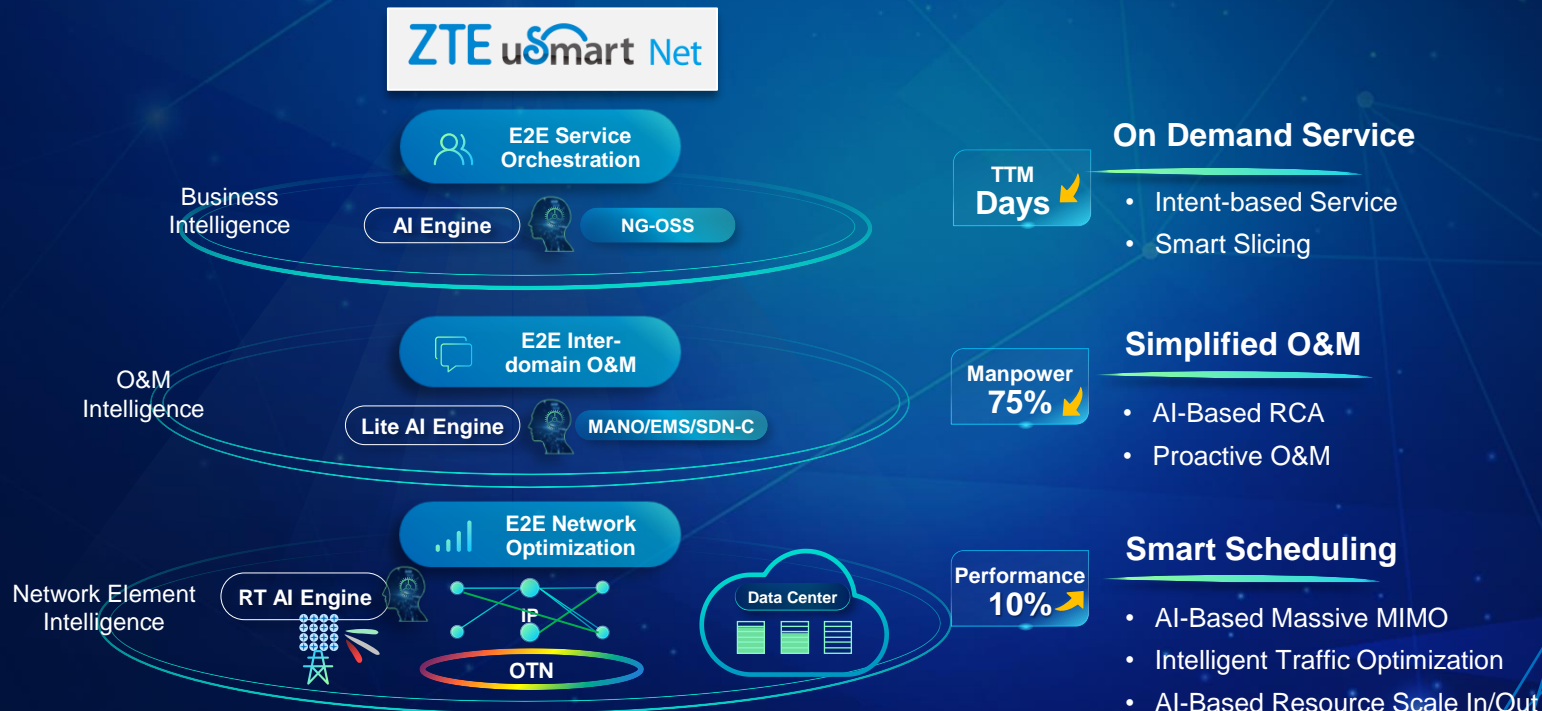 ZTE uSmart Net
E2E Service
Orchestration
Business
Intelligence
AI Engine
NG-OSS
TTM
Days
On Demand Service
• Intent-based Service
• Smart Slicing
E2E Inter-
domain O&M
O&M
Intelligence
Lite AI Engine
MANO/EMS/SDN-C
Manpower
75%
Simplified O&M
• AI-Based RCA
• Proactive O&M
E2E Network
Optimization
Network Element
Intelligence
RT AI Engine
IP
OTN
Data Center
Performance
10%
Smart Scheduling
• AI-Based Massive MIMO
• Intelligent Traffic Optimization
• AI-Based Resource Scale In/Out